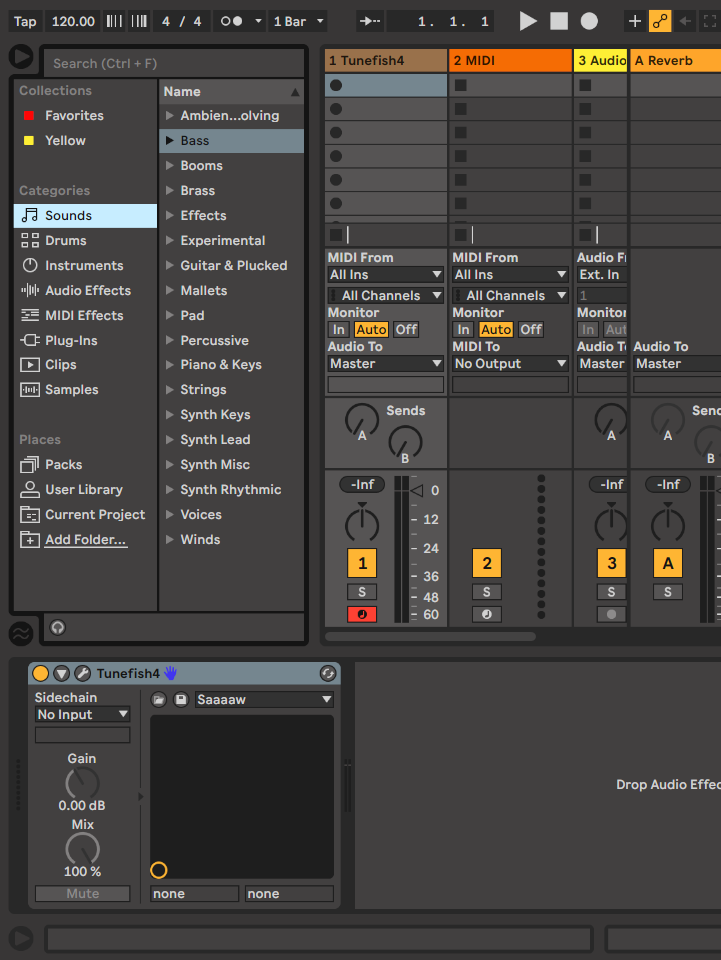 Tap 120.00 4 / 4 1 Bar 1. 1. 1
Search (Ctrl + F)
Collections
Favorites
Yellow
Categories
Sounds
Drums
Instruments
Audio Effects
MIDI Effects
Plug-Ins
Clips
Samples
Places
Packs
User Library
Current Project
Add Folder...
Name
Ambien...olving
Bass
Booms
Brass
Effects
Experimental
Guitar & Plucked
Mallets
Pad
Percussive
Piano & Keys
Strings
Synth Keys
Synth Lead
Synth Misc
Synth Rhythmic
Voices
Winds
1 Tunefish4
MIDI From
All Ins
All Channels
Monitor
In Auto Off
Audio To
Master
Sends
A
B
-Inf
0
12
24
36
48
60
1
S
2 MIDI
MIDI From
All Ins
All Channels
Monitor
In Auto Off
MIDI To
No Output
2
S
3 Audio
Audio Fr
Ext. In
1
Monitor
In Aut
Audio To
Master
A
-Inf
3
S
A Reverb
Audio To
Master
Send
A
B
-Inf
A
S
Tunefish4
Sidechain
No Input
Gain
0.00 dB
Mix
100 %
Mute
Saaaaw
none none
Drop Audio Effec